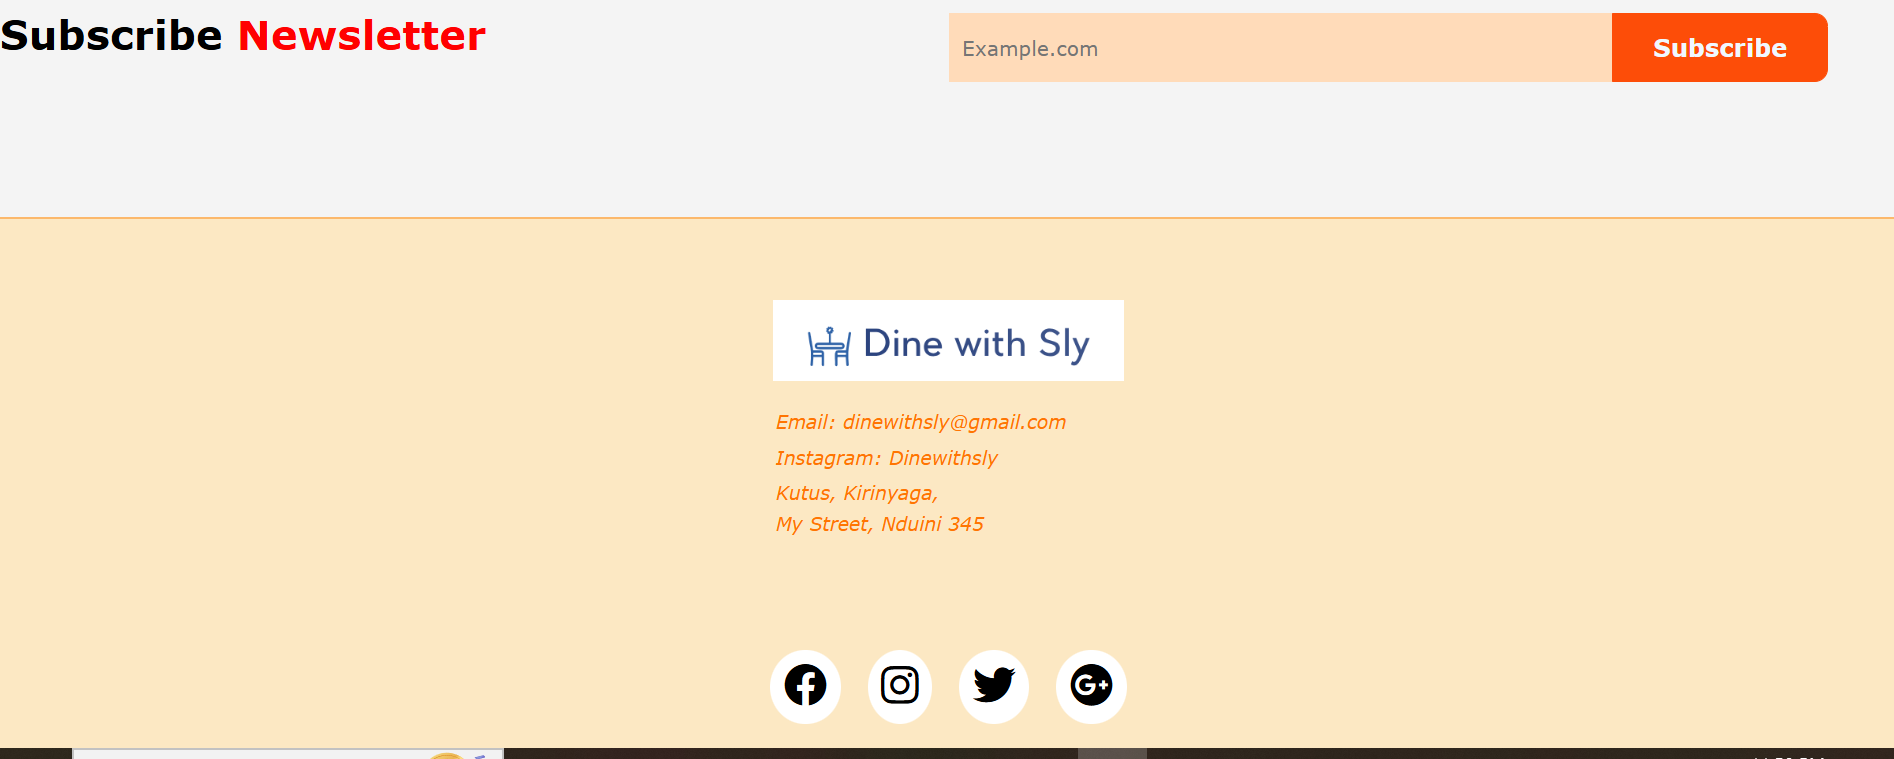 Subscribe Newsletter
Example.com
Subscribe
Dine with Sly
Email: dinewithsly@gmail.com
Instagram: Dinewithsly
Kutus, Kirinyaga,
My Street, Nduini 345